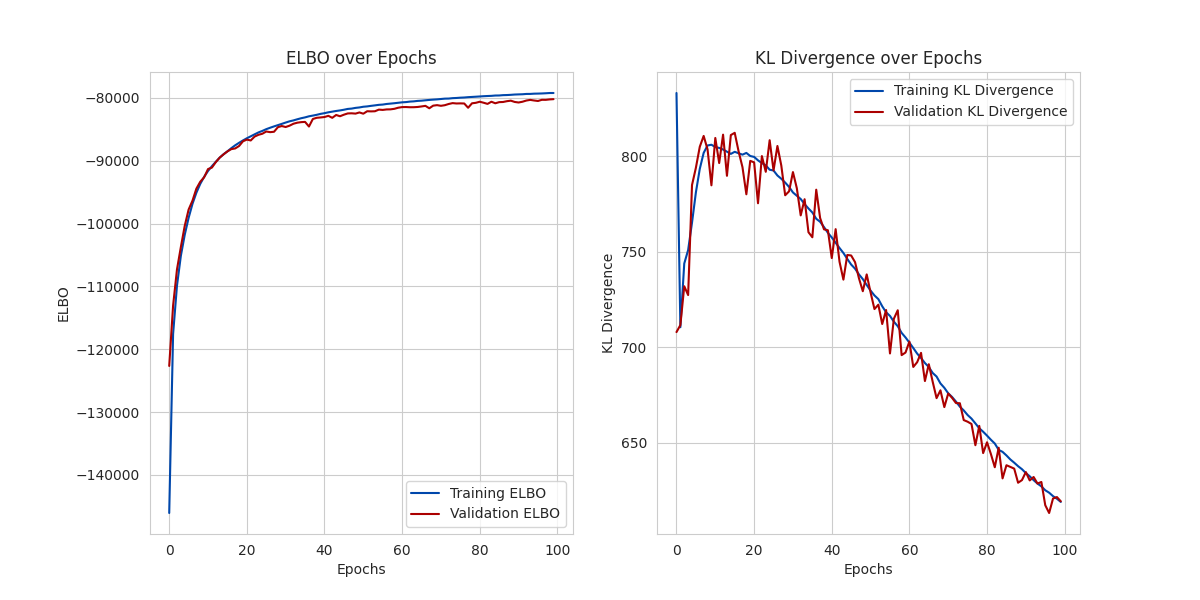 ELBO over Epochs
ELBO
−80000
−90000
−100000
−110000
−120000
−130000
−140000
0
20
40
60
80
100
Epochs
Training ELBO
Validation ELBO
KL Divergence over Epochs
KL Divergence
800
750
700
650
0
20
40
60
80
100
Epochs
Training KL Divergence
Validation KL Divergence